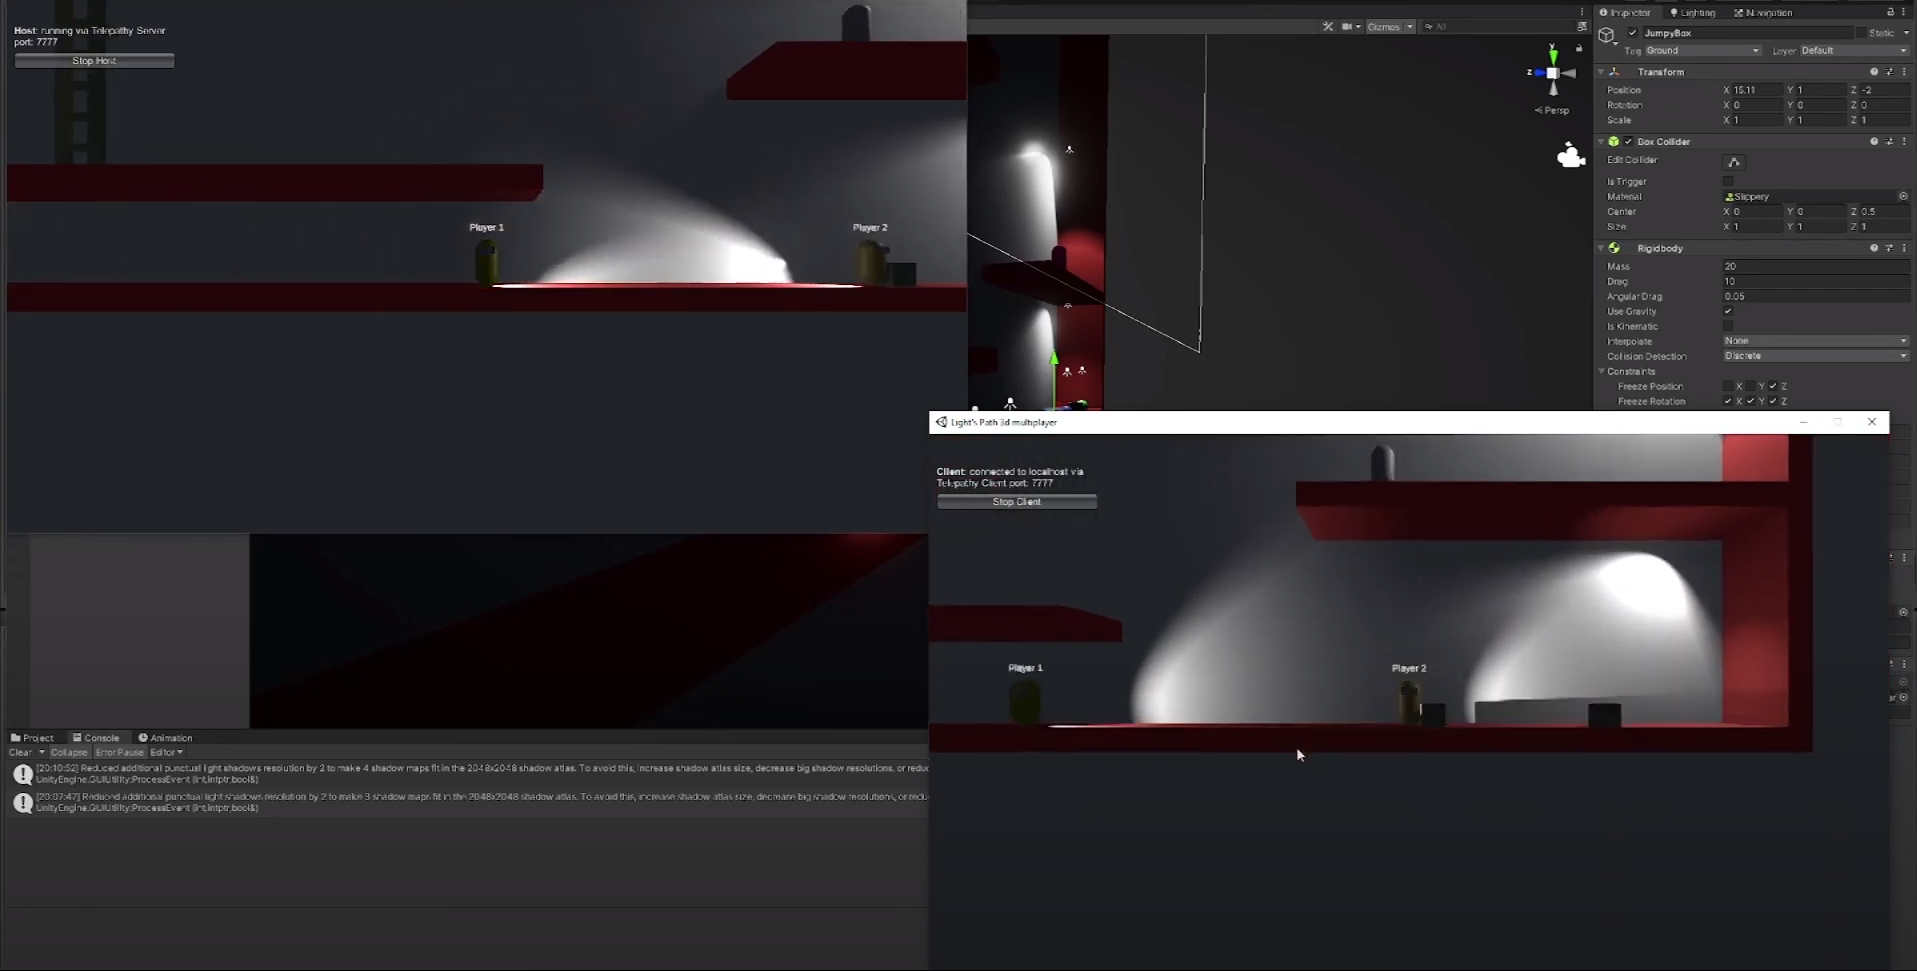 Host: running via Telepathy Server
port: 7777
Stop Host
Player 1
Player 2
Gizmos
All
Persp
Inspector Lighting Navigation
JumpyBox Static
Tag Ground Layer Default
Transform
Position X 15.11 Y 1 Z -2
Rotation X 0 Y 0 Z 0
Scale X 1 Y 1 Z 1
Box Collider
Edit Collider
Is Trigger
Material Slippery
Center X 0 Y 0 Z 0.5
Size X 1 Y 1 Z 1
Rigidbody
Mass 20
Drag 10
Angular Drag 0.05
Use Gravity
Is Kinematic
Interpolate None
Collision Detection Discrete
Constraints
Freeze Position X Y Z
Freeze Rotation X Y Z
Light's Path 3d multiplayer
Client: connected to localhost via
Telepathy Client port: 7777
Stop Client
Player 1
Player 2
Project Console Animation
Clear Collapse Error Pause Editor
[20:10:52] Reduced additional punctual light shadows resolution by 2 to make 4 shadow maps fit in the 2048x2048 shadow atlas. To avoid this, increase shadow atlas size, decrease big shadow resolutions, or redu
UnityEngine.GUIUtility:ProcessEvent (int,intptr,bool&)
[20:07:47] Reduced additional punctual light shadows resolution by 2 to make 3 shadow maps fit in the 2048x2048 shadow atlas. To avoid this, increase shadow atlas size, decrease big shadow resolutions, or redu
UnityEngine.GUIUtility:ProcessEvent (int,intptr,bool&)